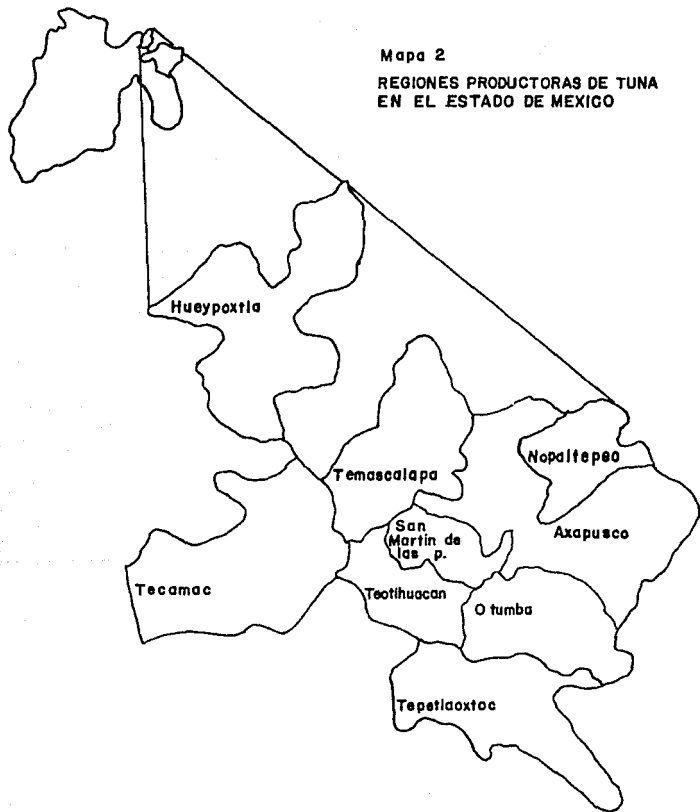 Mapa 2
REGIONES PRODUCTORAS DE TUNA
EN EL ESTADO DE MEXICO
Hueypoxtla
Nopaltepec
Temascalapa
San
Martín de
las p.
Axapusco
Tecamac
Teotihuacan
O tumba
Tepetlaoxtoc